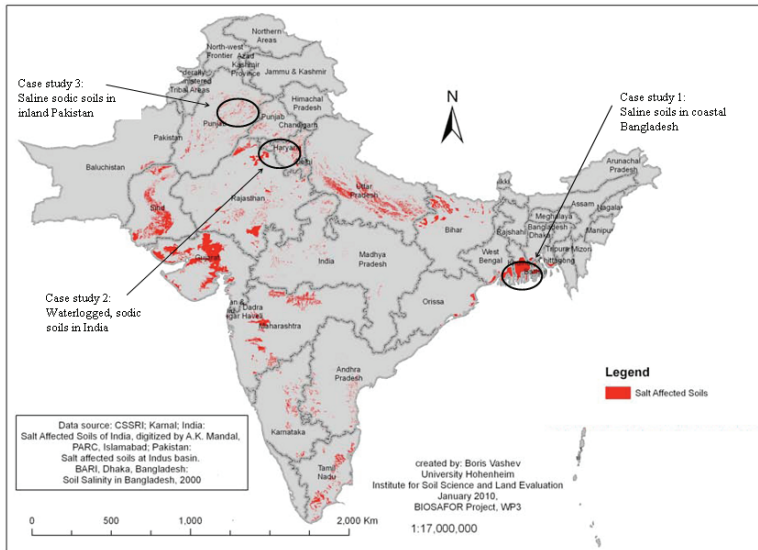 Northern
Areas
North-west
Frontier
Azad
Kashmir
Province
Jammu & Kashmir
Tribal Areas
Himachal
Pradesh
Case study 3:
Saline sodic soils in
inland Pakistan
Punjab
Punjab
Chandigarh
Pakistan
Haryana
Delhi
Baluchistan
Sind
Rajasthan
Uttar
Pradesh
N
Case study 1:
Saline soils in coastal
Bangladesh
Arunachal
Pradesh
Assam
Nagala
Meghalaya
Bihar
Rajshahi
Bangladesh
Dhaka
Manipur
Tripura
Mizor
West
Bengal
Chittagong
Gujarat
India
Madhya
Pradesh
Case study 2:
Waterlogged, sodic
soils in India
Dadra
Maharashtra
Orissa
Andhra
Pradesh
Karnataka
Tamil
Nadu
Legend
Salt Affected Soils
Data source: CSSRI; Karnal; India:
Salt Affected Soils of India, digitized by A.K. Mandal,
PARC, Islamabad; Pakistan:
Salt affected soils at Indus basin.
BARI, Dhaka, Bangladesh:
Soil Salinity in Bangladesh, 2000
created by: Boris Vashev
University Hohenheim
Institute for Soil Science and Land Evaluation
January 2010,
BIOSAFOR Project, WP3
0 500 1,000 2,000 Km
1:17,000,000